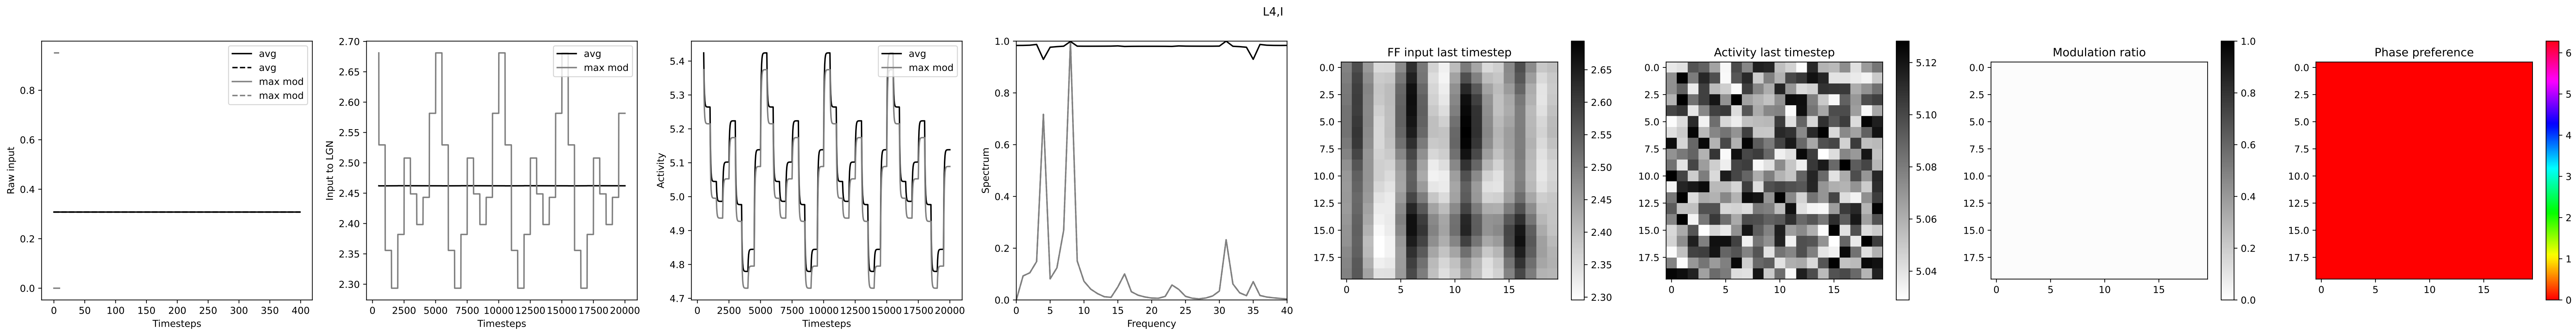 L4,I
avg
avg
max mod
max mod
Raw input
0.8
0.6
0.4
0.2
0.0
0 50 100 150 200 250 300 350 400
Timesteps
avg
max mod
Input to LGN
2.70
2.65
2.60
2.55
2.50
2.45
2.40
2.35
2.30
0 2500 5000 7500 10000 12500 15000 17500 20000
Timesteps
avg
max mod
Activity
5.4
5.3
5.2
5.1
5.0
4.9
4.8
4.7
0 2500 5000 7500 10000 12500 15000 17500 20000
Timesteps
Spectrum
1.0
0.8
0.6
0.4
0.2
0.0
0 5 10 15 20 25 30 35 40
Frequency
FF input last timestep
0.0
2.5
5.0
7.5
10.0
12.5
15.0
17.5
0 5 10 15
2.65
2.60
2.55
2.50
2.45
2.40
2.35
2.30
Activity last timestep
0.0
2.5
5.0
7.5
10.0
12.5
15.0
17.5
0 5 10 15
5.12
5.10
5.08
5.06
5.04
Modulation ratio
0.0
2.5
5.0
7.5
10.0
12.5
15.0
17.5
0 5 10 15
1.0
0.8
0.6
0.4
0.2
0.0
Phase preference
0.0
2.5
5.0
7.5
10.0
12.5
15.0
17.5
0 5 10 15
6
5
4
3
2
1
0